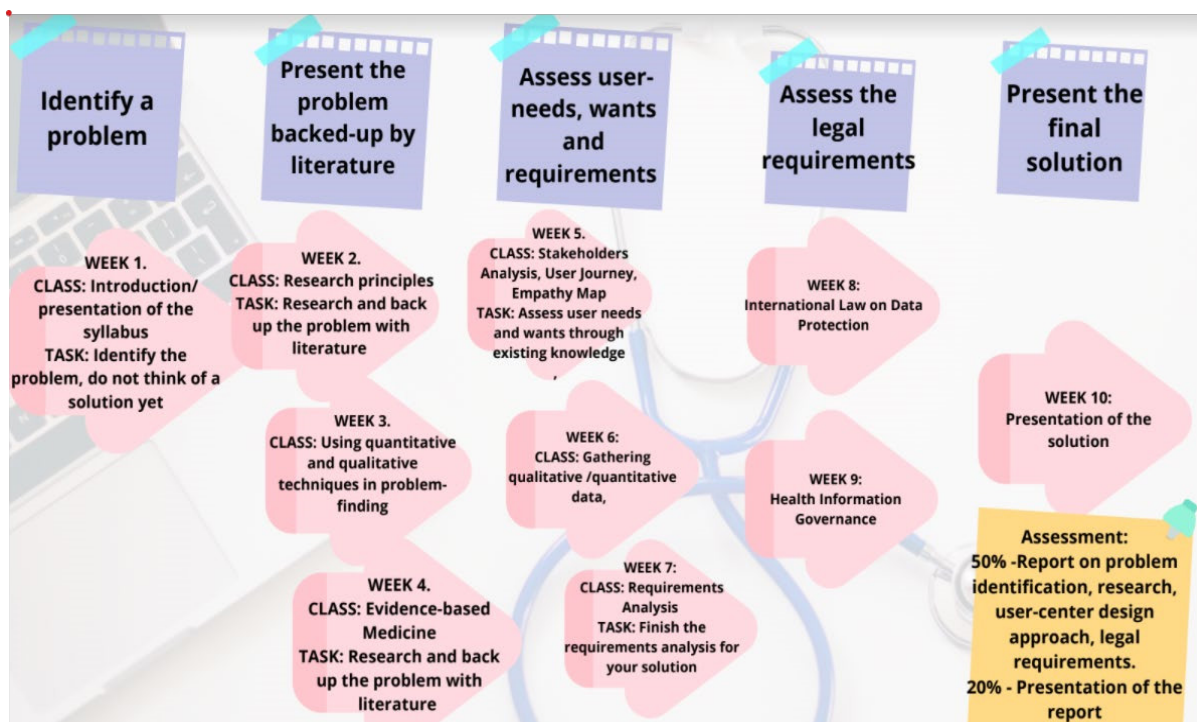 Identify a
problem
Present the
problem
backed-up by
literature
Assess user-
needs, wants
and
requirements
Assess the
legal
requirements
Present the
final
solution
WEEK 1.
CLASS: Introduction/
presentation of the
syllabus
TASK: Identify the
problem, do not think of a
solution yet
WEEK 2.
CLASS: Research principles
TASK: Research and back
up the problem with
literature
WEEK 3.
CLASS: Using quantitative
and qualitative
techniques in problem-
finding
WEEK 4.
CLASS: Evidence-based
Medicine
TASK: Research and back
up the problem with
literature
WEEK 5.
CLASS: Stakeholders
Analysis, User Journey,
Empathy Map
TASK: Assess user needs
and wants through
existing knowledge
,
WEEK 6:
CLASS: Gathering
qualitative /quantitative
data,
WEEK 7:
CLASS: Requirements
Analysis
TASK: Finish the
requirements analysis for
your solution
WEEK 8:
International Law on Data
Protection
WEEK 9:
Health Information
Governance
WEEK 10:
Presentation of the
solution
Assessment:
50% -Report on problem
identification, research,
user-center design
approach, legal
requirements.
20% - Presentation of the
report